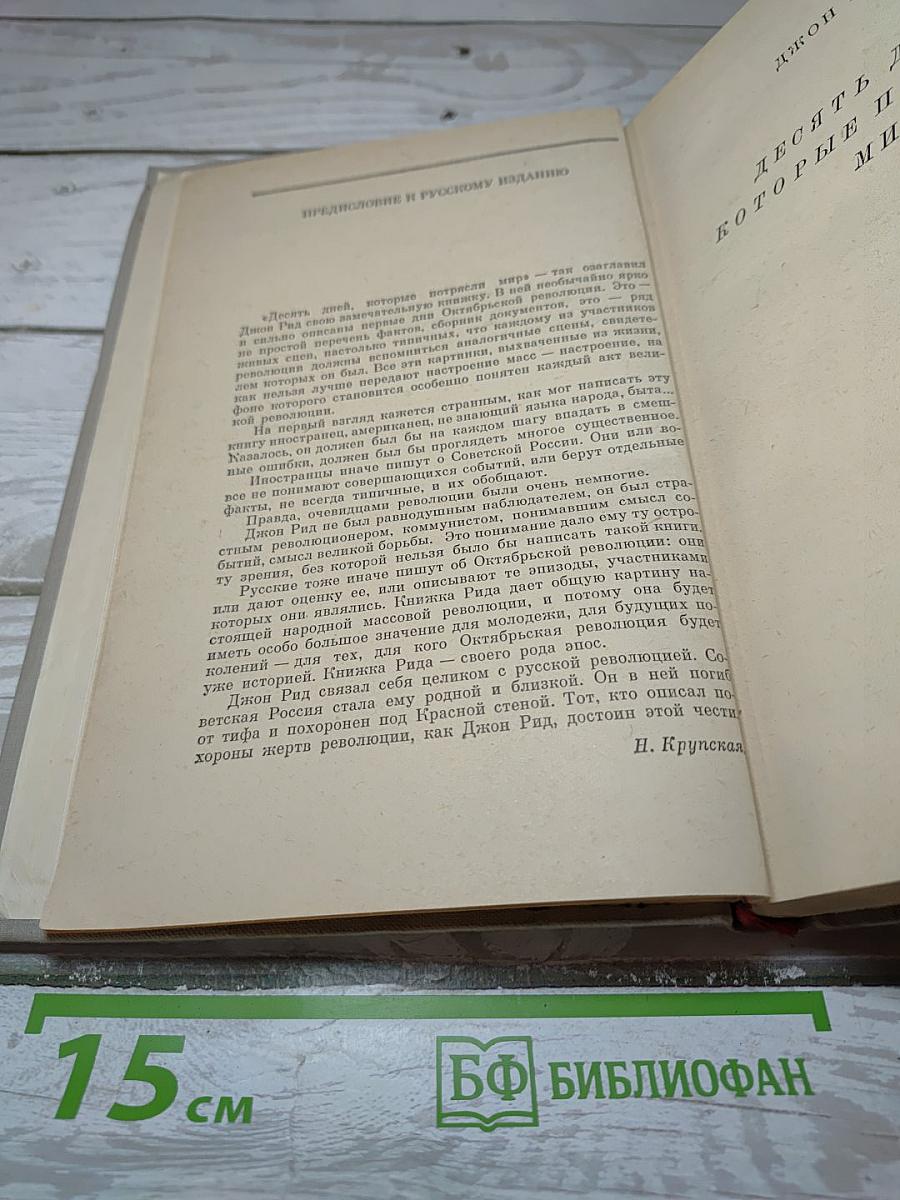 ПРЕДИСЛОВИЕ К РУССКОМУ ИЗДАНИЮ
«Десять дней, которые потрясли мир» — так озаглавил
Джон Рид свою замечательную книжку. В ней необычайно ярко
и сильно описаны первые дни Октябрьской революции. Это —
не простой перечень фактов, сборник документов, это — ряд
живых сцен, настолько типичных, что каждому из участников
революции должны вспомниться аналогичные сцены, свидете-
лем которых он был. Все эти картинки, выхваченные из жизни,
как нельзя лучше передают настроение масс — настроение, на
фоне которого становится особенно понятен каждый акт вели-
кой революции.
На первый взгляд кажется странным, как мог написать эту
книгу иностранец, американец, не знающий языка народа, быта...
Казалось, он должен был бы на каждом шагу впадать в смеш-
ные ошибки, должен был бы проглядеть многое существенное.
Иностранцы иначе пишут о Советской России. Они или во-
все не понимают совершающихся событий, или берут отдельные
факты, не всегда типичные, и их обобщают.
Правда, очевидцами революции были очень немногие.
Джон Рид не был равнодушным наблюдателем, он был стра-
стным революционером, коммунистом, понимавшим смысл со-
бытий, смысл великой борьбы. Это понимание дало ему ту остро-
ту зрения, без которой нельзя было бы написать такой книги.
Русские тоже иначе пишут об Октябрьской революции: они
или дают оценку ее, или описывают те эпизоды, участниками
которых они являлись. Книжка Рида дает общую картину на-
стоящей народной массовой революции, и потому она будет
иметь особо большое значение для молодежи, для будущих по-
колений — для тех, для кого Октябрьская революция будет
уже историей. Книжка Рида — своего рода эпос.
Джон Рид связал себя целиком с русской революцией. Со-
ветская Россия стала ему родной и близкой. Он в ней погиб
от тифа и похоронен под Красной стеной. Тот, кто описал по-
хороны жертв революции, как Джон Рид, достоин этой чести.
Н. Крупская
ДЖОН
ДЕСЯТЬ Д
КОТОРЫЕ П
МИ
15 см
БФ БИБЛИОФАН